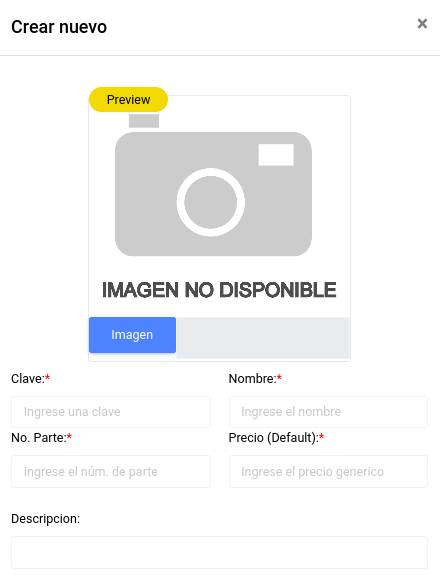 Crear nuevo ×
Preview
IMAGEN NO DISPONIBLE
Imagen
Clave:* Nombre:*
Ingrese una clave Ingrese el nombre
No. Parte:* Precio (Default):*
Ingrese el núm. de parte Ingrese el precio generico
Descripcion: